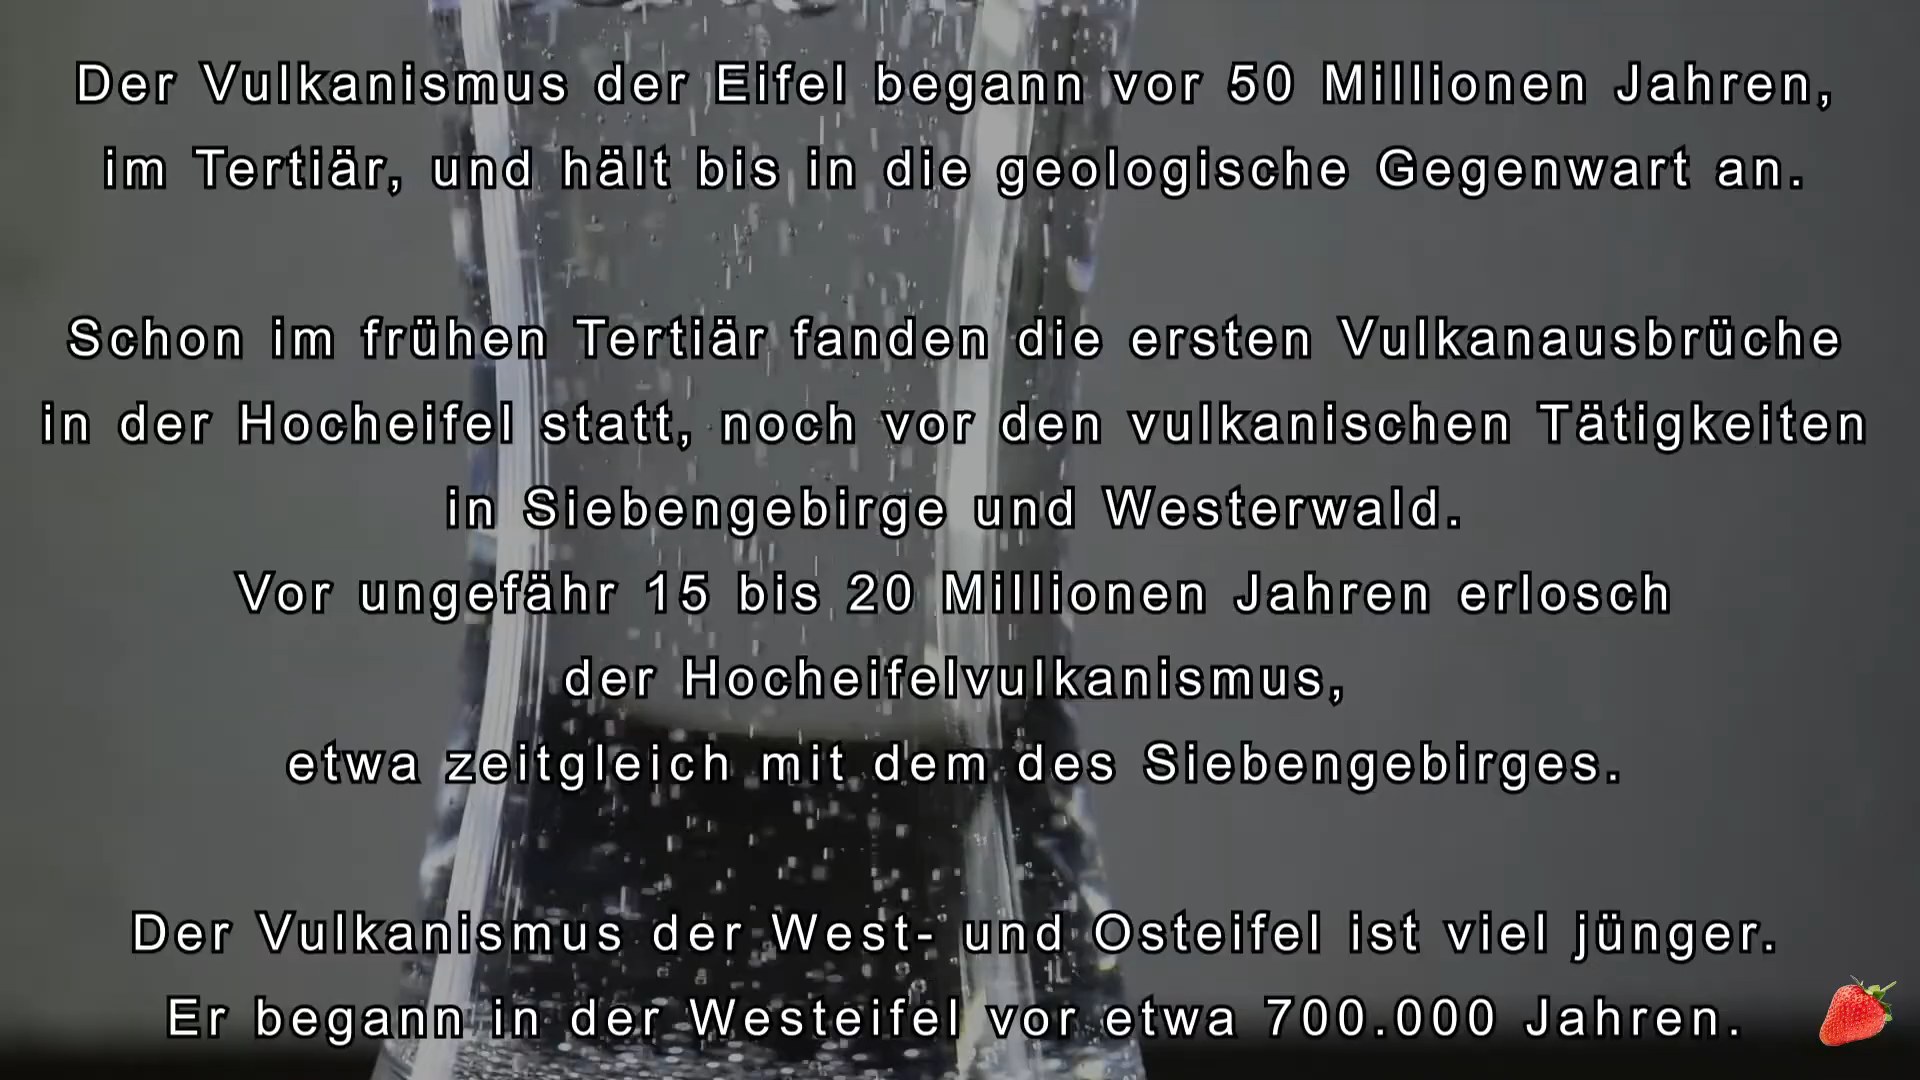 Der Vulkanismus der Eifel begann vor 50 Millionen Jahren,
im Tertiär, und hält bis in die geologische Gegenwart an.
Schon im frühen Tertiär fanden die ersten Vulkanausbrüche
in der Hocheifel statt, noch vor den vulkanischen Tätigkeiten
in Siebengebirge und Westerwald.
Vor ungefähr 15 bis 20 Millionen Jahren erlosch
der Hocheifelvulkanismus,
etwa zeitgleich mit dem des Siebengebirges.
Der Vulkanismus der West- und Osteifel ist viel jünger.
Er begann in der Westeifel vor etwa 700.000 Jahren.